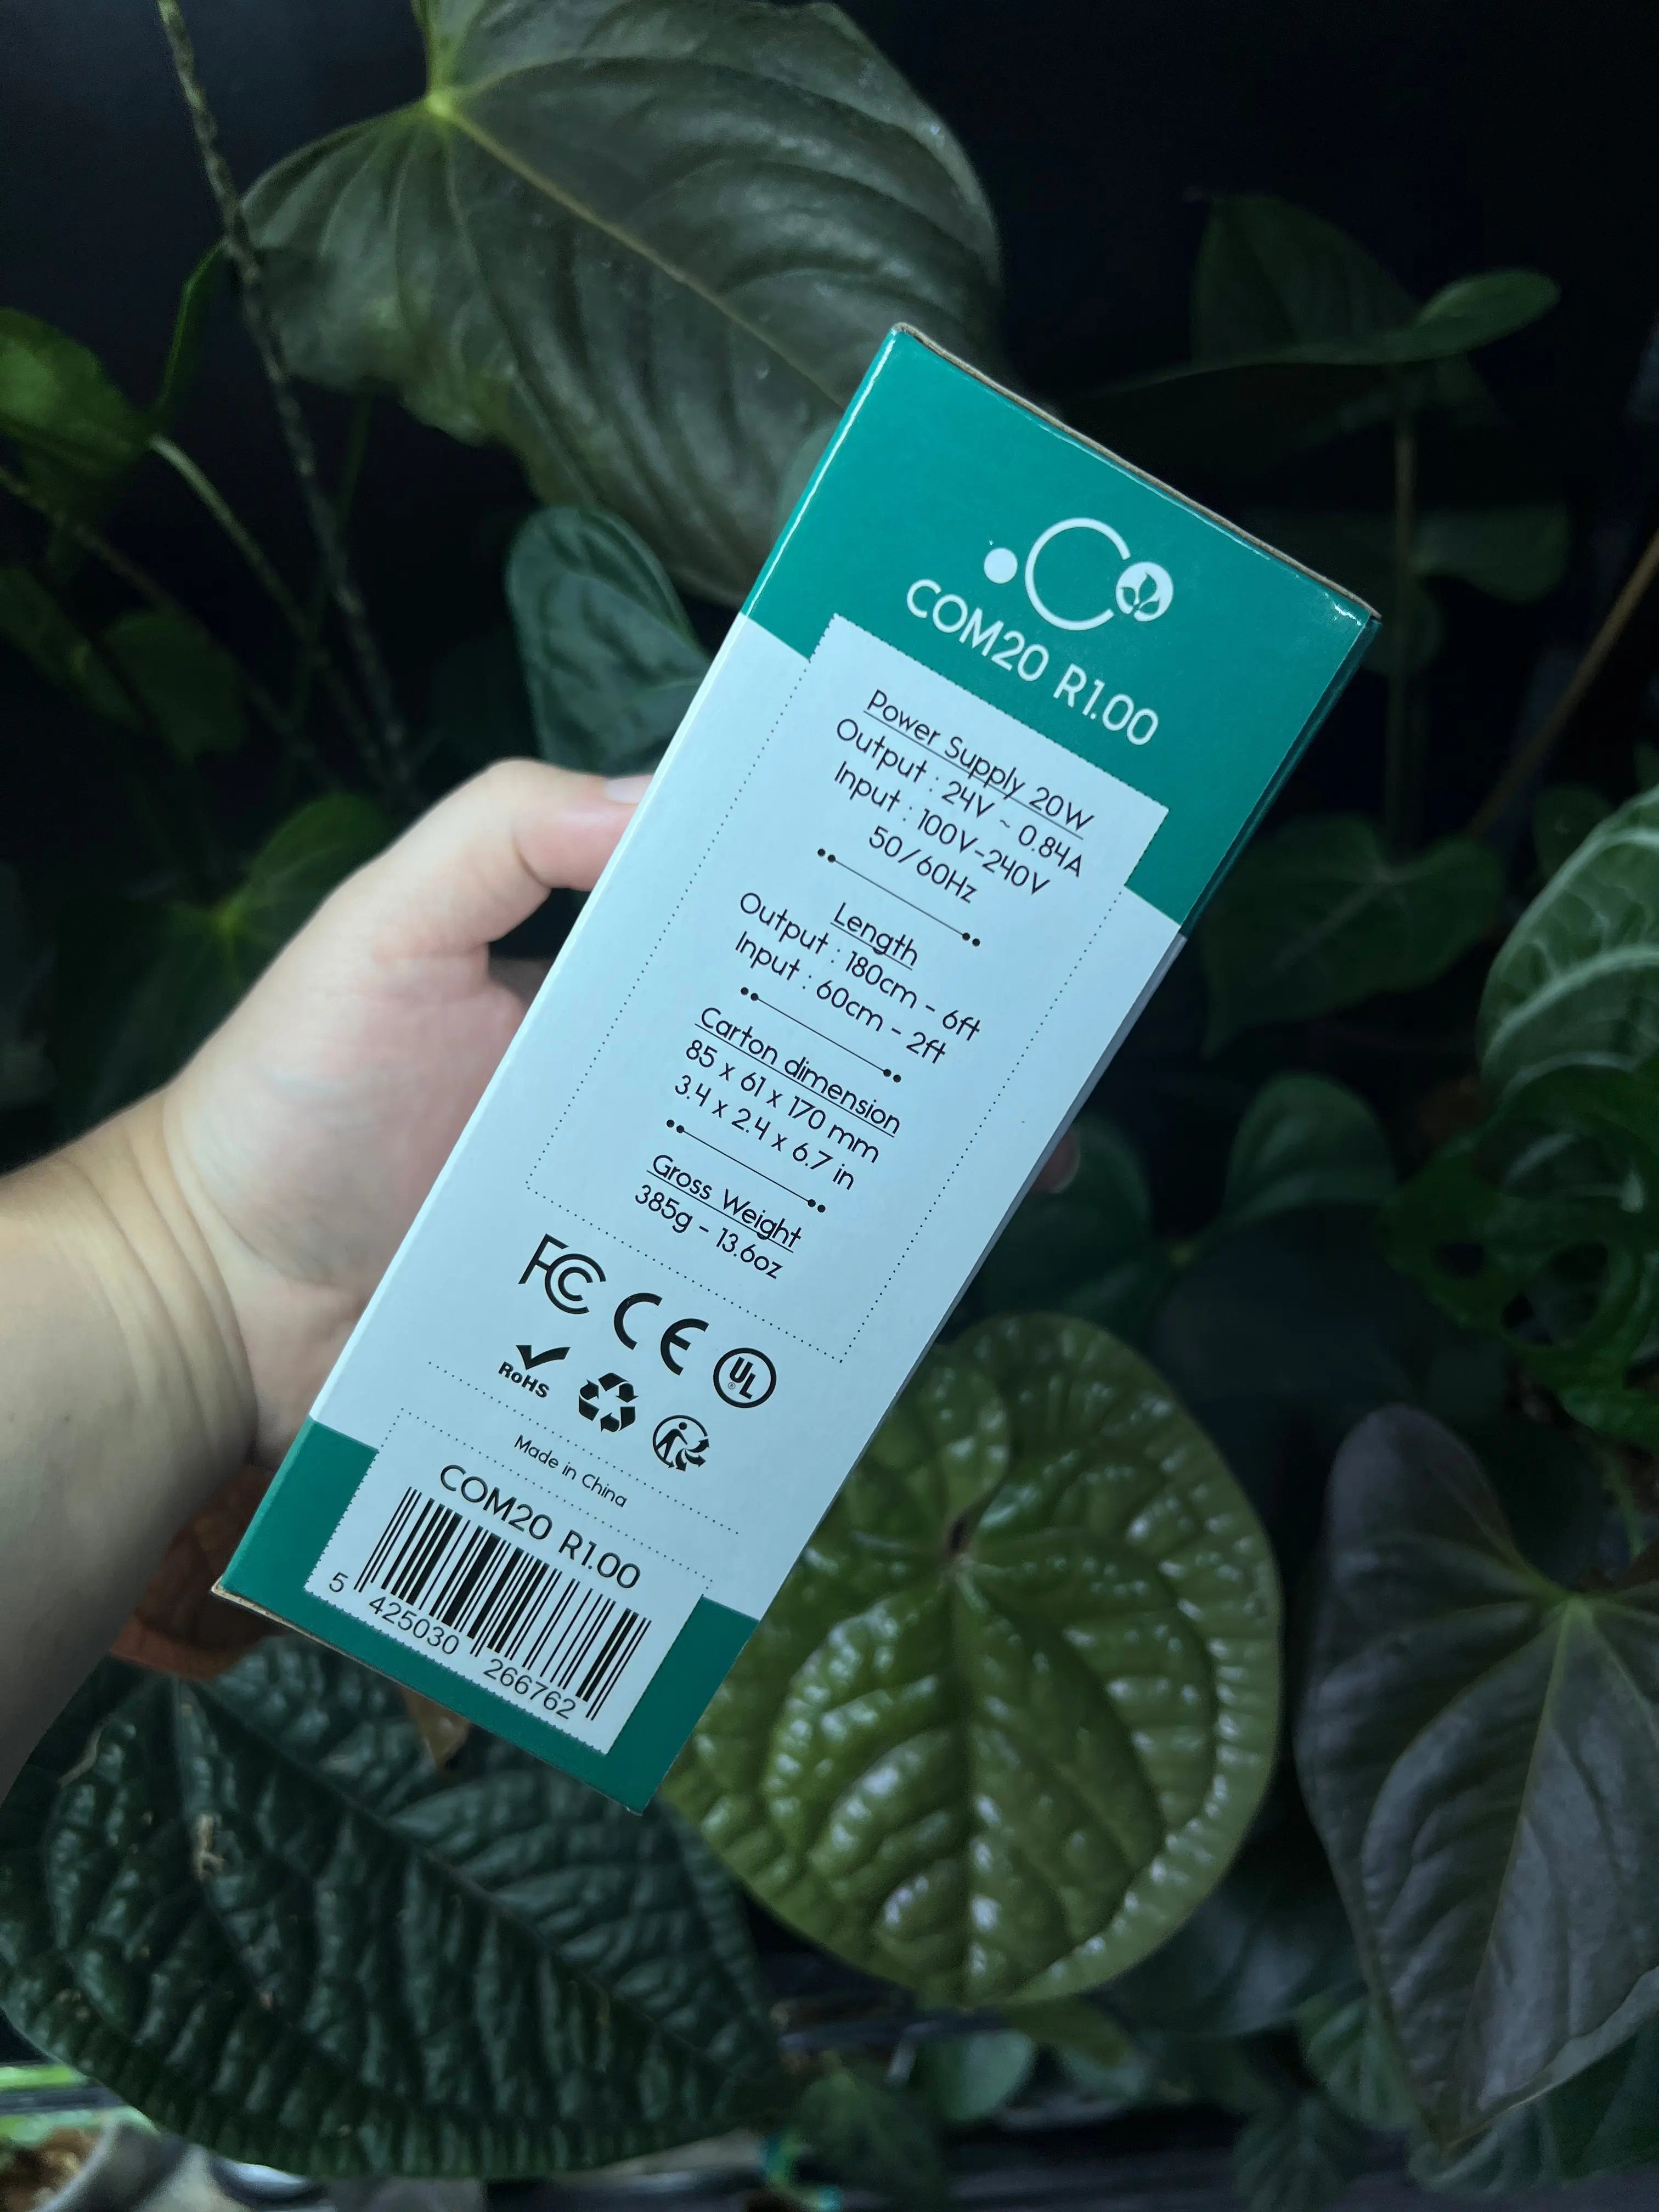 COM20 R1.00
Power Supply 20W
Output : 24V ~ 0.84A
Input : 100V-240V
50/60Hz
Length
Output : 180cm - 6ft
Input : 60cm - 2ft
Carton dimension
85 x 61 x 170 mm
3.4 x 2.4 x 6.7 in
Gross Weight
385g - 13.6oz
FC CE UL
RoHS
Made in China
COM20 R1.00
5 425030 266762